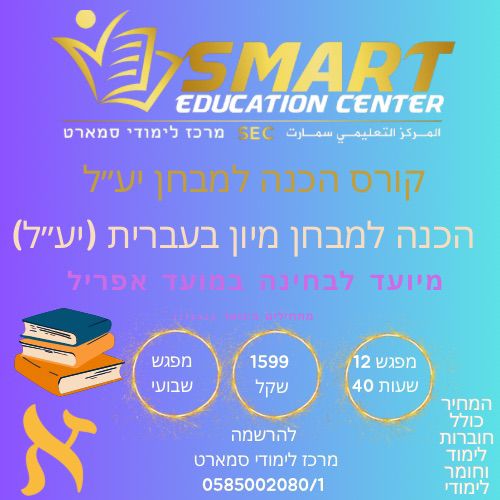 SMART
EDUCATION CENTER
المركز التعليمي سمارت SEC מרכז לימודי סמארט
קורס הכנה למבחן יע״ל
הכנה למבחן מיון בעברית (יע״ל)
מיועד לבחינה במועד אפריל
מתחילים
מפגש 12
שעות 40
1599
שקל
מפגש
שבועי
המחיר
כולל
חוברות
לימוד
וחומר
לימודי
להרשמה
מרכז לימודי סמארט
0585002080/1
א